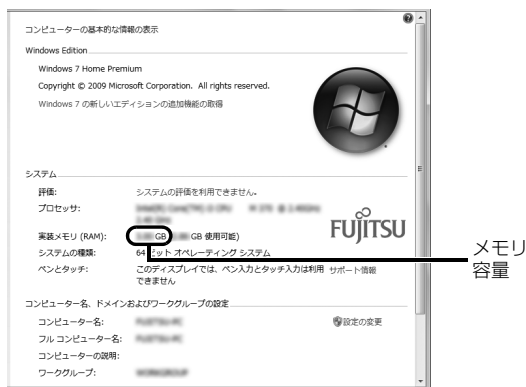 コンピューターの基本的な情報の表示
Windows Edition
Windows 7 Home Premium
Copyright © 2009 Microsoft Corporation. All rights reserved.
Windows 7 の新しいエディションの追加機能の取得
システム
評価: システムの評価を利用できません。
プロセッサ:
実装メモリ (RAM): GB GB 使用可能)
FUJITSU
システムの種類: 64 ビット オペレーティング システム
ペンとタッチ: このディスプレイでは、ペン入力とタッチ入力は利用 サポート情報
できません
メモリ
容量
コンピューター名、ドメインおよびワークグループの設定
コンピューター名: 設定の変更
フル コンピューター名:
コンピューターの説明:
ワークグループ: